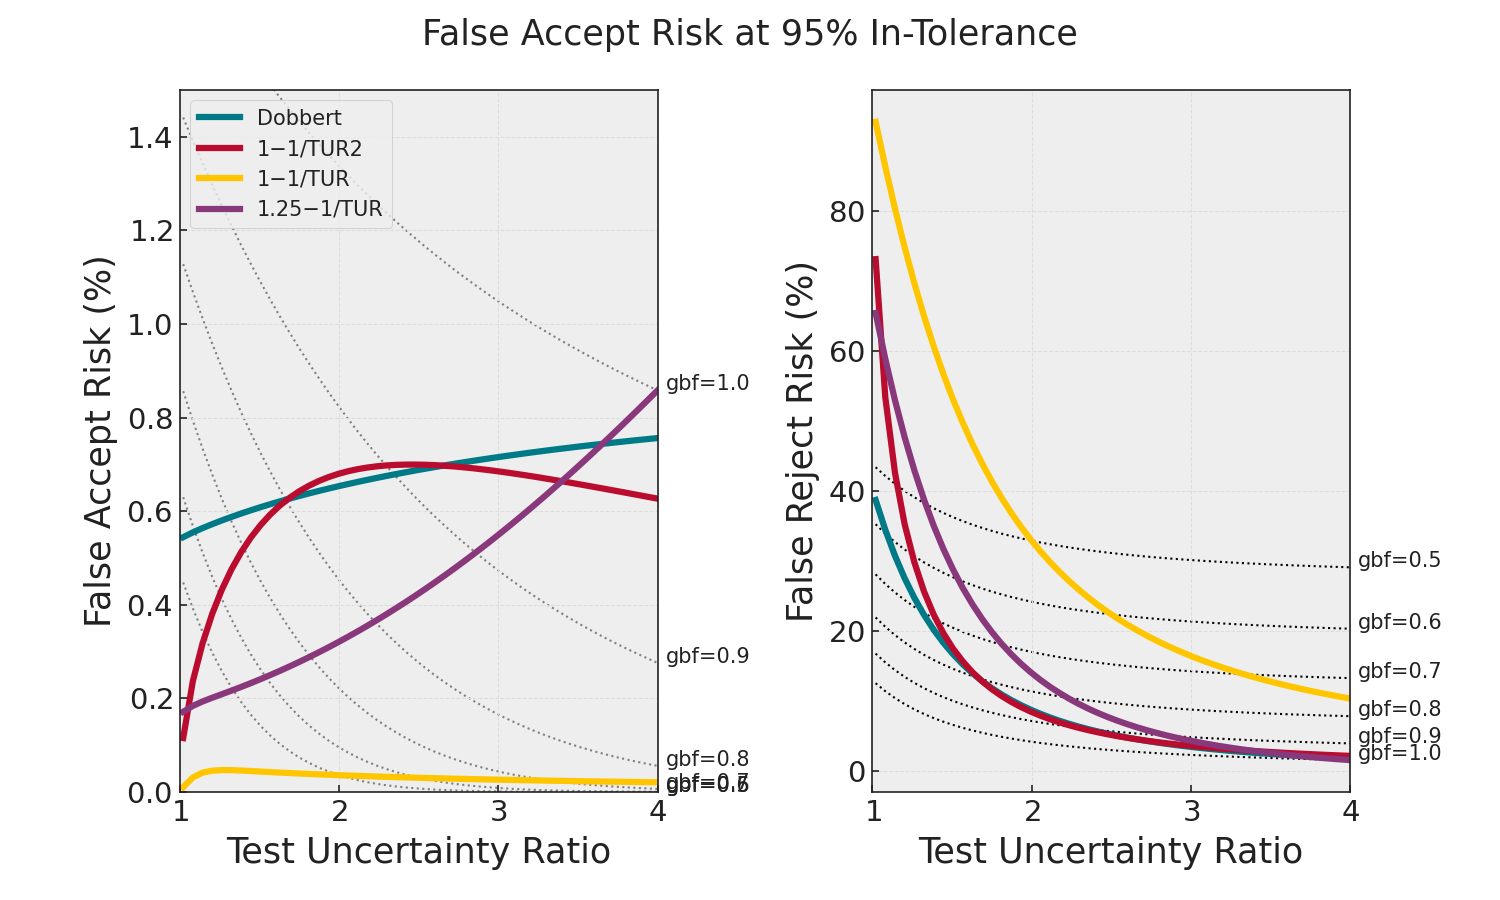 False Accept Risk at 95% In-Tolerance
Dobbert
1−1/TUR2
1−1/TUR
1.25−1/TUR
False Accept Risk (%)
1.4
1.2
1.0
0.8
0.6
0.4
0.2
0.0
1
2
3
4
Test Uncertainty Ratio
gbf=1.0
gbf=0.9
gbf=0.8
False Reject Risk (%)
80
60
40
20
0
1
2
3
4
Test Uncertainty Ratio
gbf=0.5
gbf=0.6
gbf=0.7
gbf=0.8
gbf=0.9
gbf=1.0